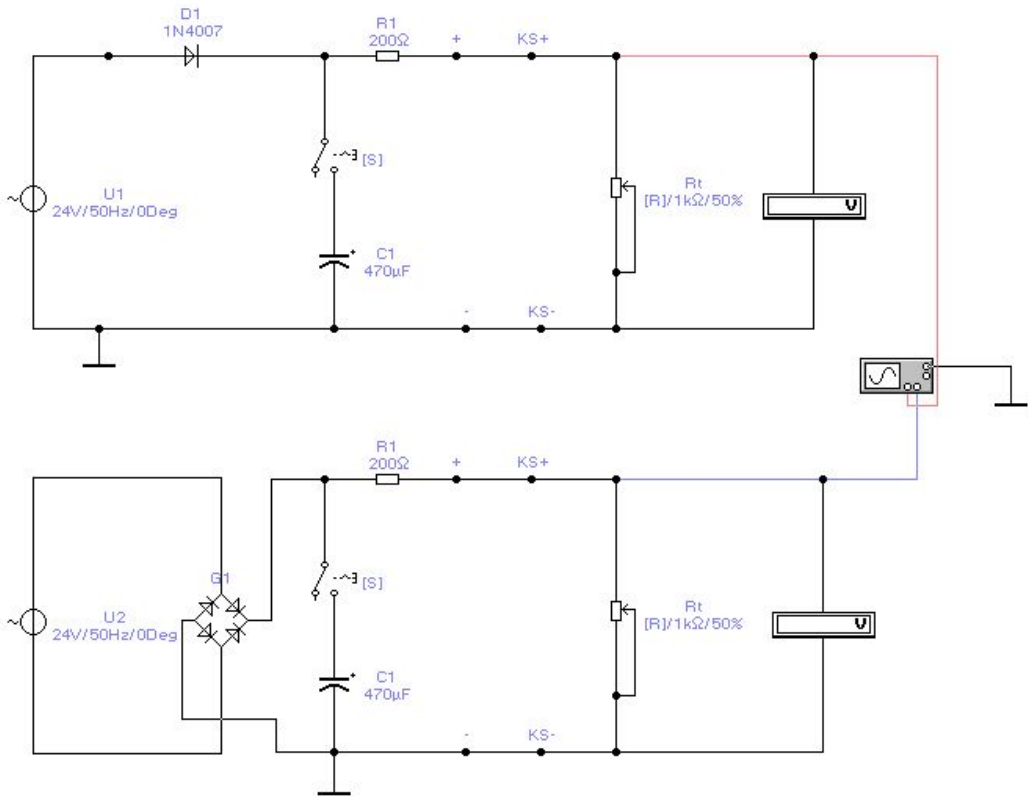 D1
1N4007
R1
200Ω
+
KS+
[S]
U1
24V/50Hz/0Deg
Rt
[R]/1kΩ/50%
V
+
C1
470µF
-
KS-
R1
200Ω
+
KS+
G1
[S]
U2
24V/50Hz/0Deg
Rt
[R]/1kΩ/50%
V
+
C1
470µF
-
KS-